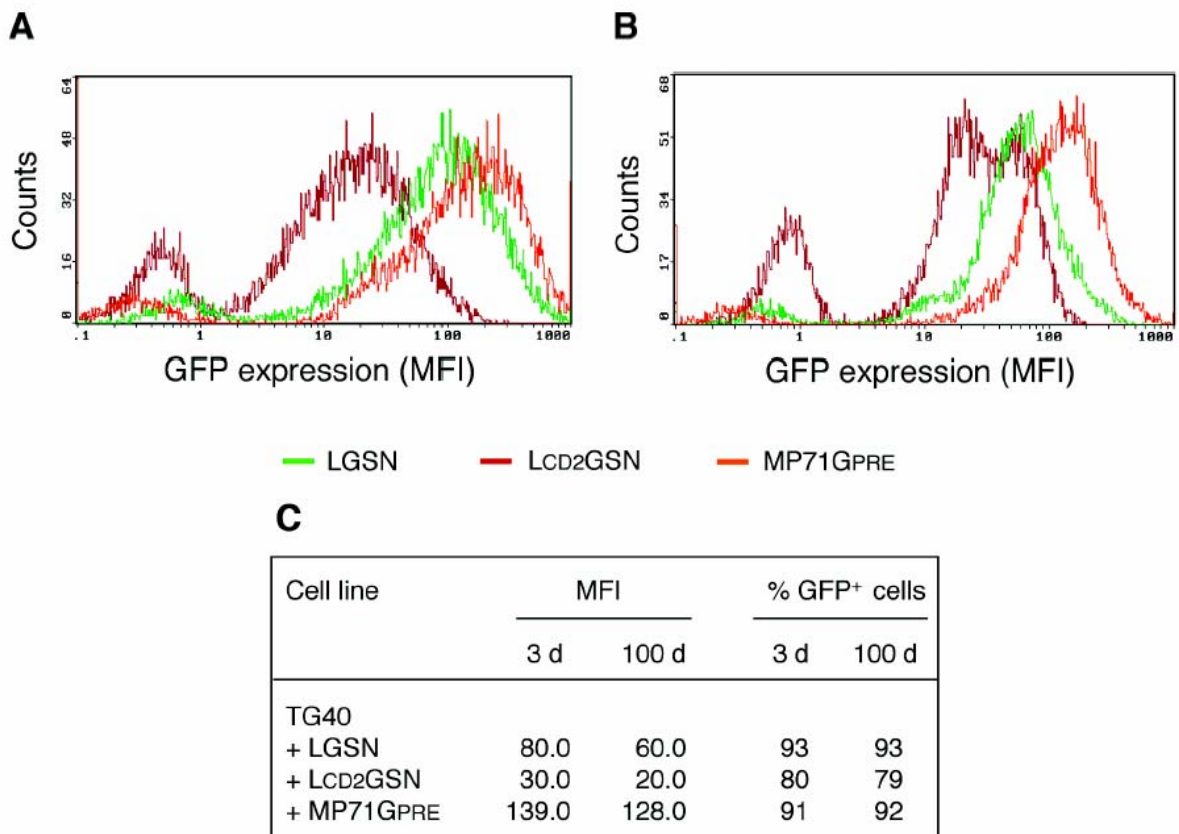 A
B
64
48
32
16
0
Counts
.1 1 10 100 1000
GFP expression (MFI)
68
51
34
17
0
Counts
.1 1 10 100 1000
GFP expression (MFI)
LGSN LCD2GSN MP71GPRE
C
Cell line MFI % GFP+ cells
3 d 100 d 3 d 100 d
TG40
+ LGSN 80.0 60.0 93 93
+ LCD2GSN 30.0 20.0 80 79
+ MP71GPRE 139.0 128.0 91 92